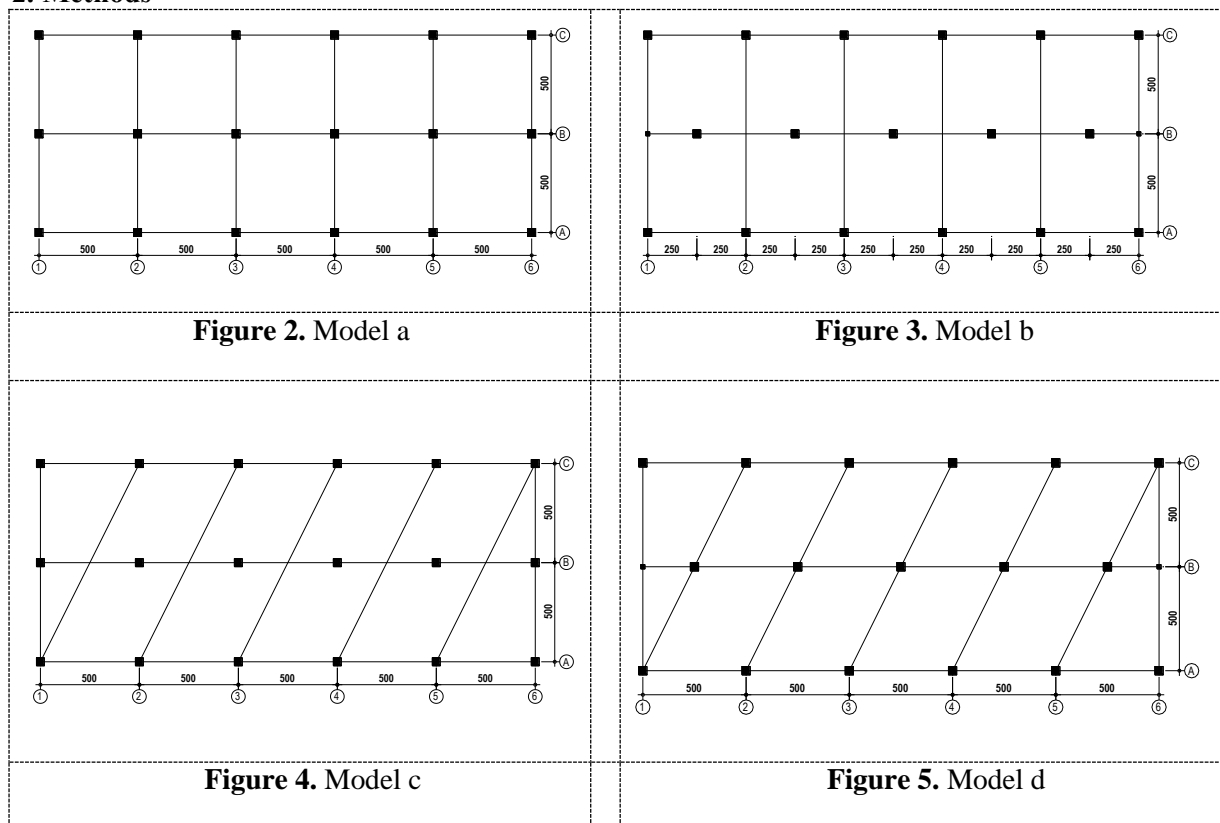 2. Methods
C
500
B
500
A
500 500 500 500 500
1 2 3 4 5 6
C
500
B
500
A
250 250 250 250 250 250 250 250 250 250
1 2 3 4 5 6
Figure 2. Model a
Figure 3. Model b
C
500
B
500
A
500 500 500 500 500
1 2 3 4 5 6
C
500
B
500
A
500 500 500 500 500
1 2 3 4 5 6
Figure 4. Model c
Figure 5. Model d